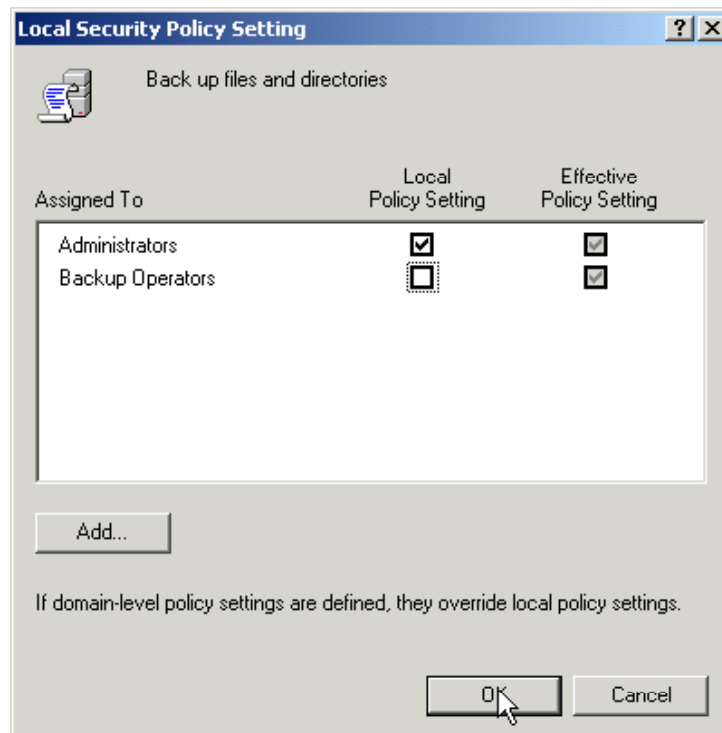 Local Security Policy Setting
Back up files and directories
Assigned To
Local
Policy Setting
Effective
Policy Setting
Administrators
Backup Operators
Add...
If domain-level policy settings are defined, they override local policy settings.
OK
Cancel